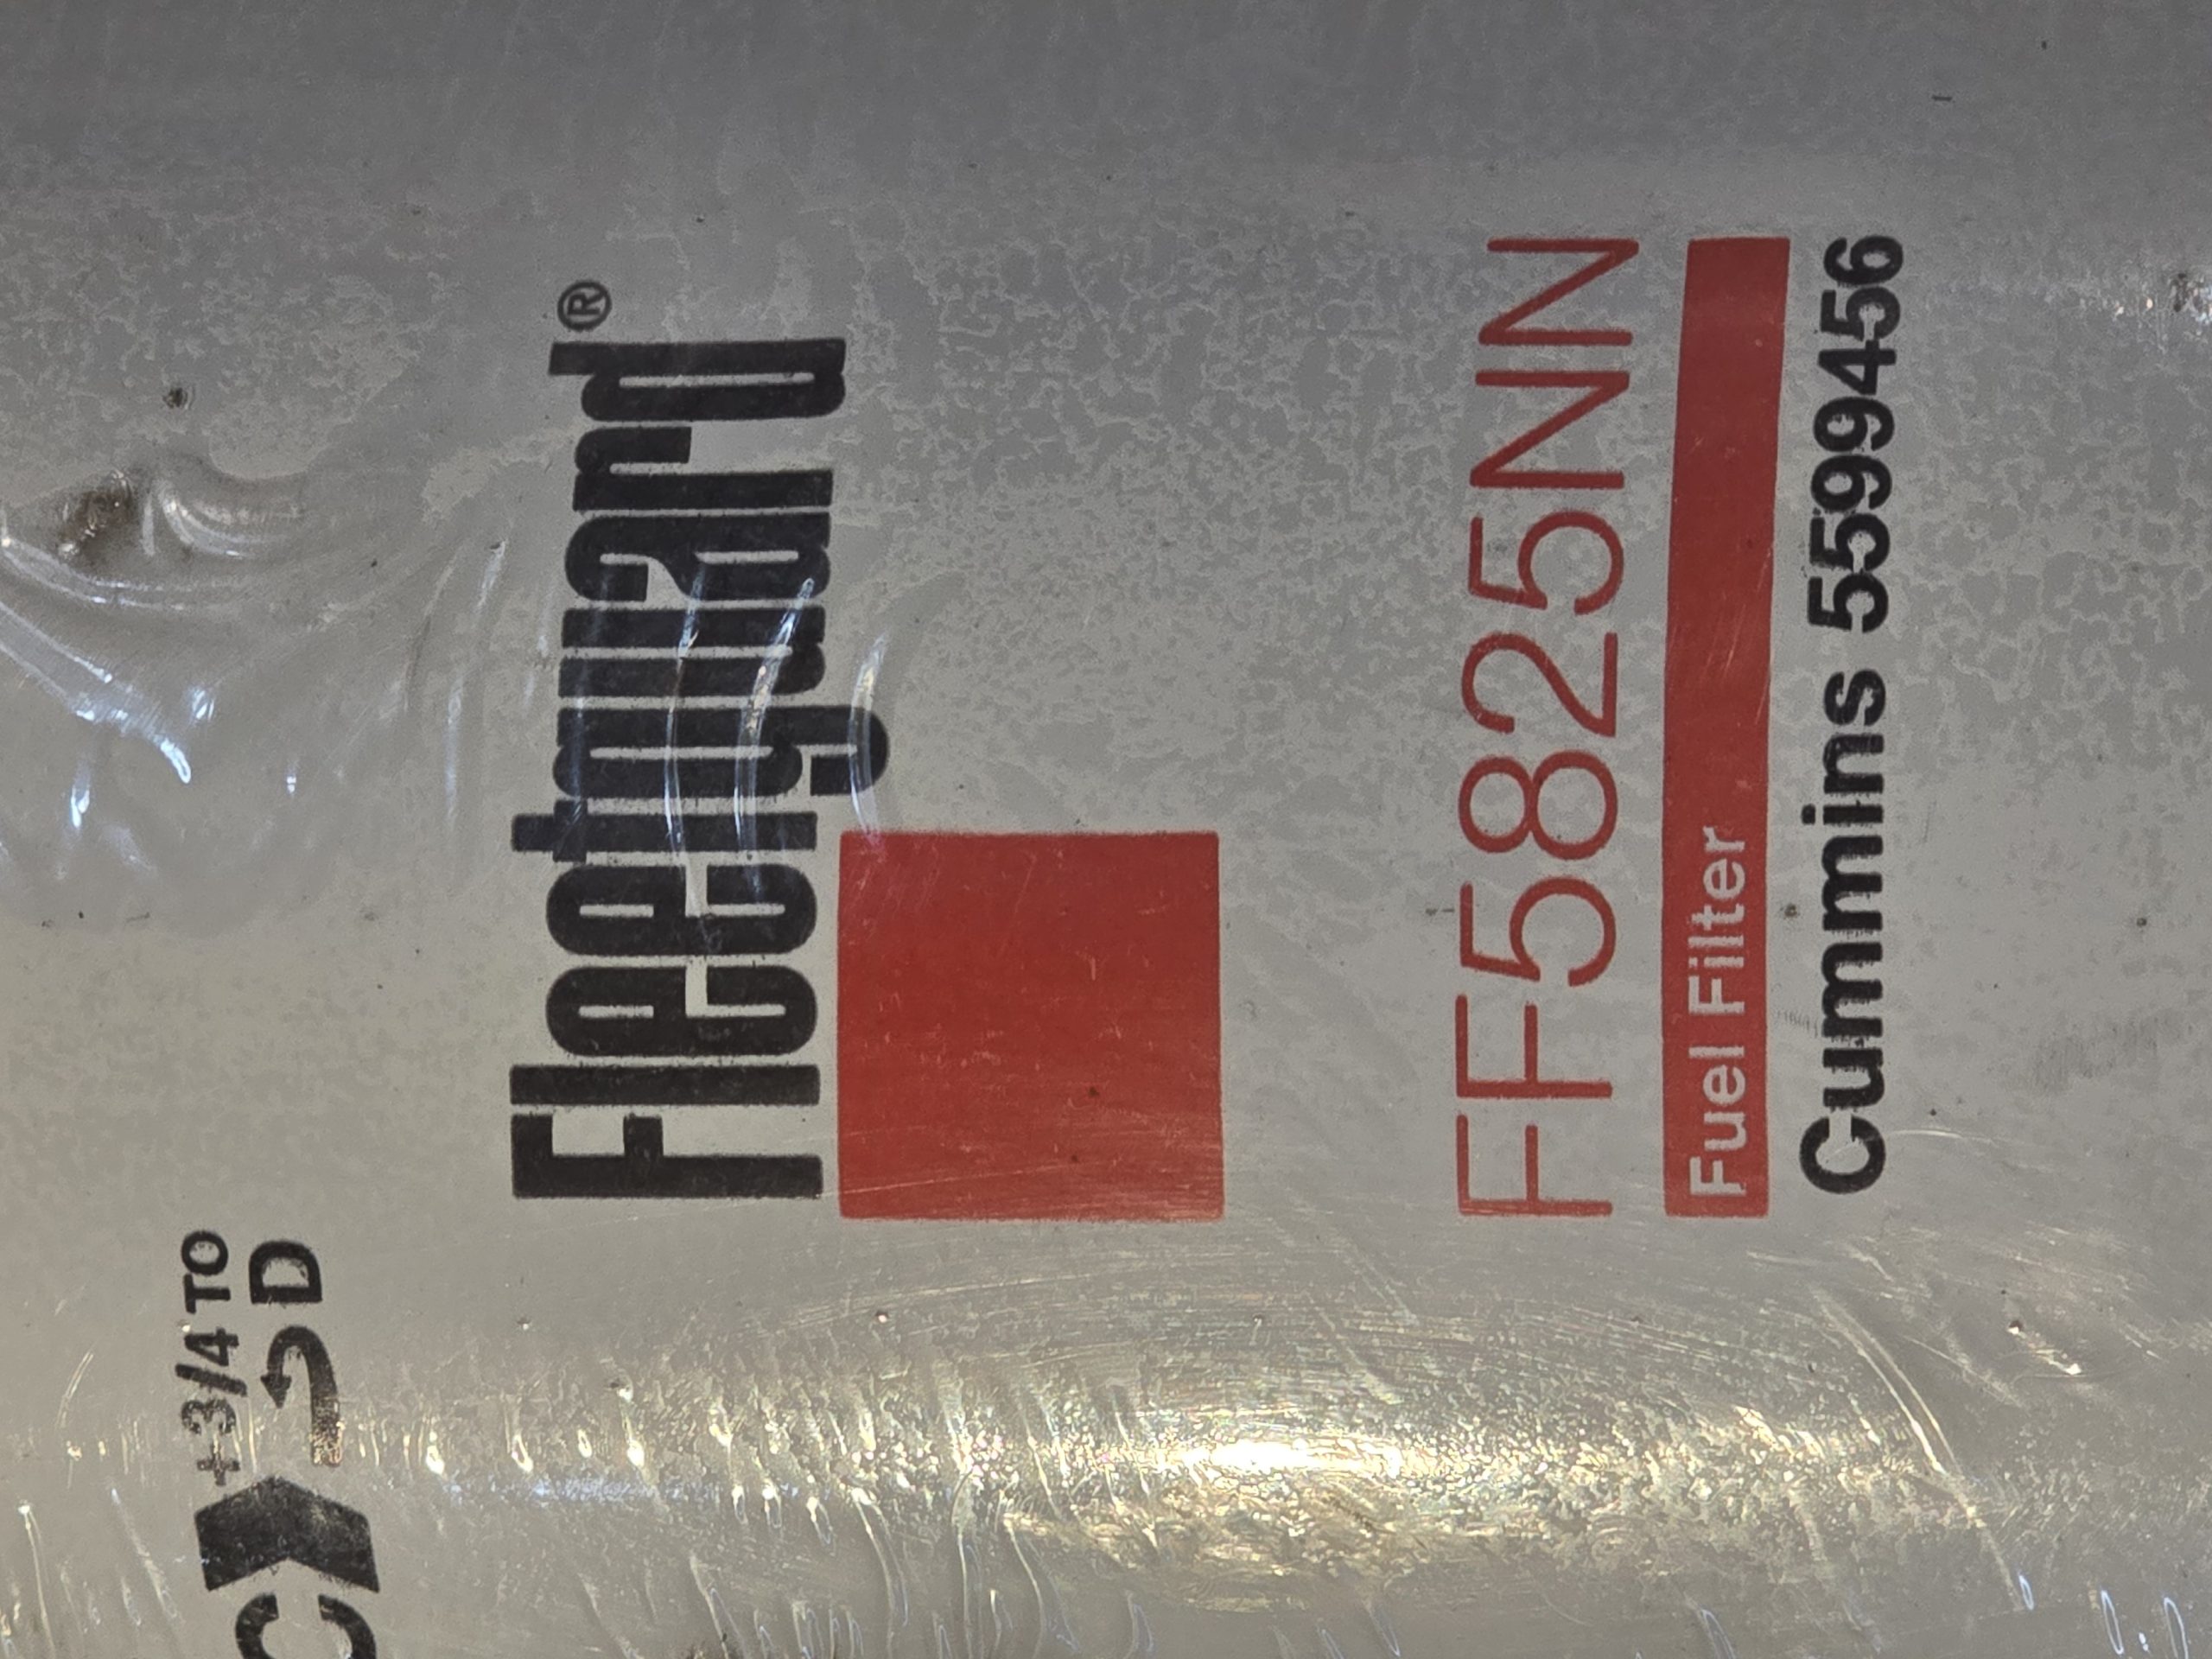 +3/4 TO
C D
Fleetguard®
FF5825NN
Fuel Filter
Cummins 5599456